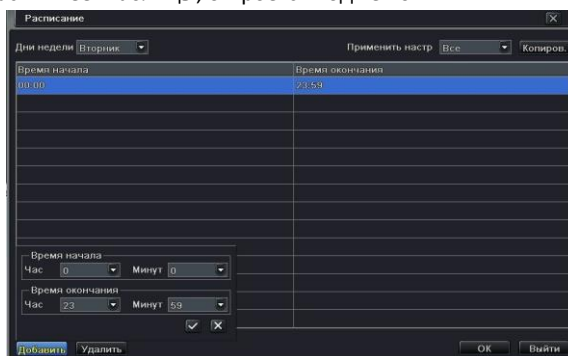 Расписание
Дни недели Вторник Применить настр Все Копиров.
Время начала Время окончания
00:00 23:59
Время начала
Час 0 Минут 0
Время окончания
Час 23 Минут 59
Добавить Удалить ОК Выйти